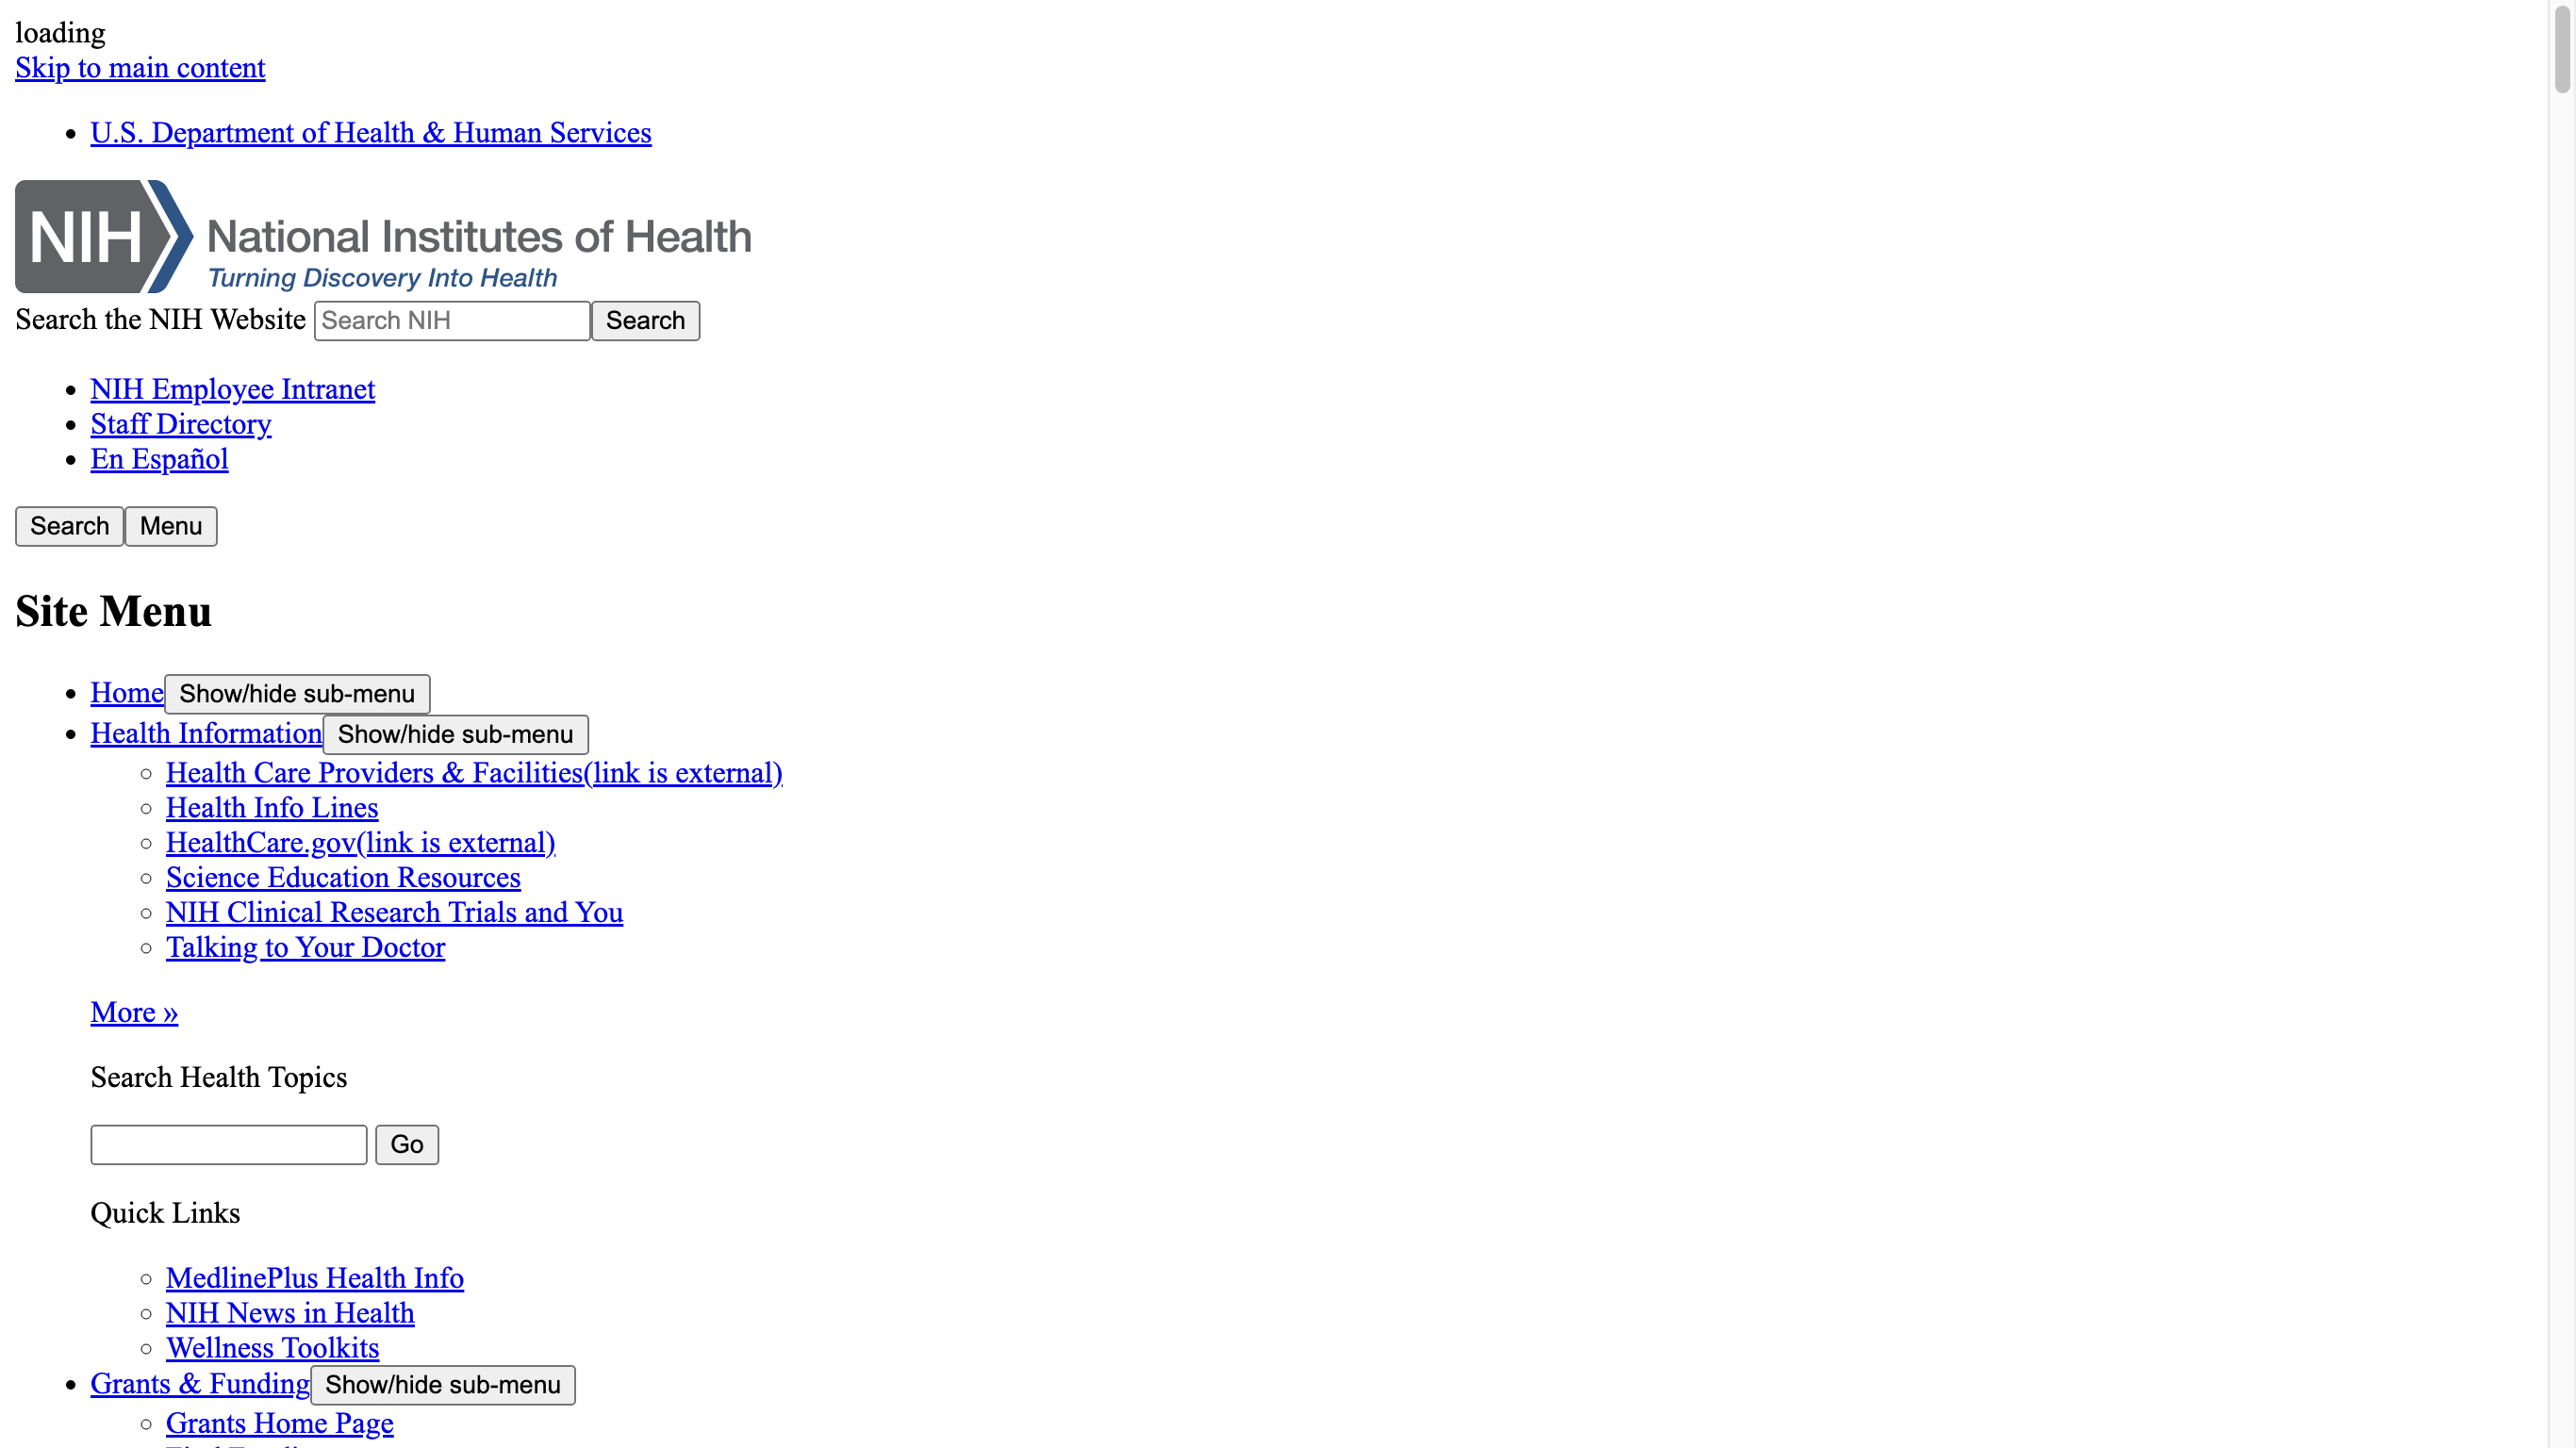 loading
Skip to main content
U.S. Department of Health & Human Services
NIH National Institutes of Health
Turning Discovery Into Health
Search the NIH Website Search NIH Search
NIH Employee Intranet
Staff Directory
En Español
Search Menu
Site Menu
Home Show/hide sub-menu
Health Information Show/hide sub-menu
Health Care Providers & Facilities(link is external)
Health Info Lines
HealthCare.gov(link is external)
Science Education Resources
NIH Clinical Research Trials and You
Talking to Your Doctor
More »
Search Health Topics
Go
Quick Links
MedlinePlus Health Info
NIH News in Health
Wellness Toolkits
Grants & Funding Show/hide sub-menu
Grants Home Page